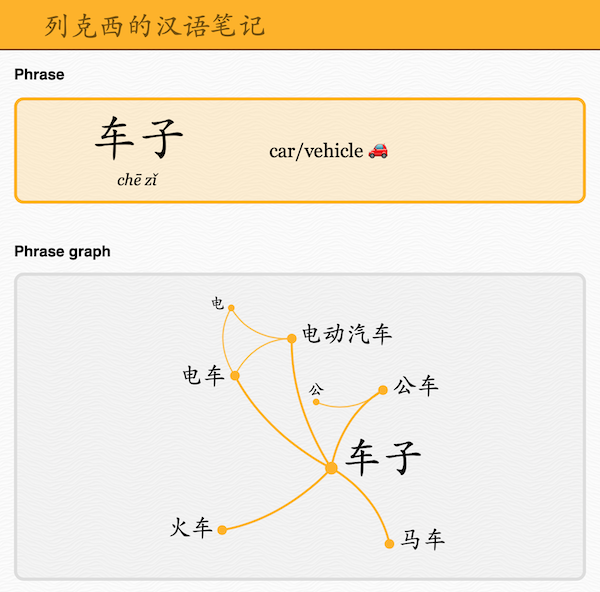 列克西的汉语笔记
Phrase
车子
chē zǐ
car/vehicle 🚗
Phrase graph
电
电动汽车
电车
公
公车
车子
火车
马车